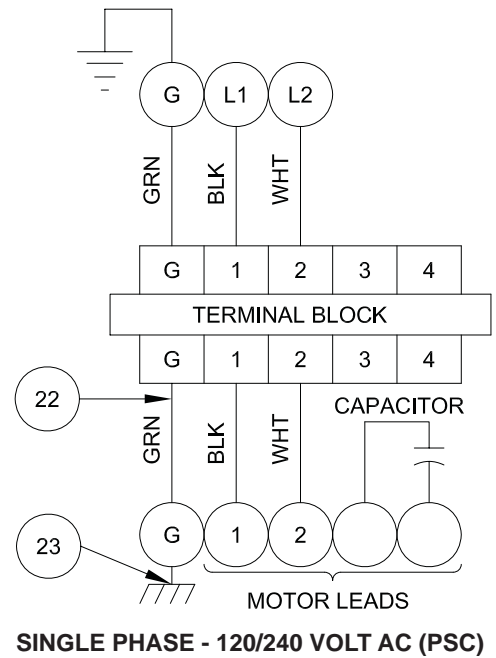 G L1 L2
GRN BLK WHT
G 1 2 3 4
TERMINAL BLOCK
G 1 2 3 4
22
CAPACITOR
GRN BLK WHT
G 1 2
23
MOTOR LEADS
SINGLE PHASE - 120/240 VOLT AC (PSC)